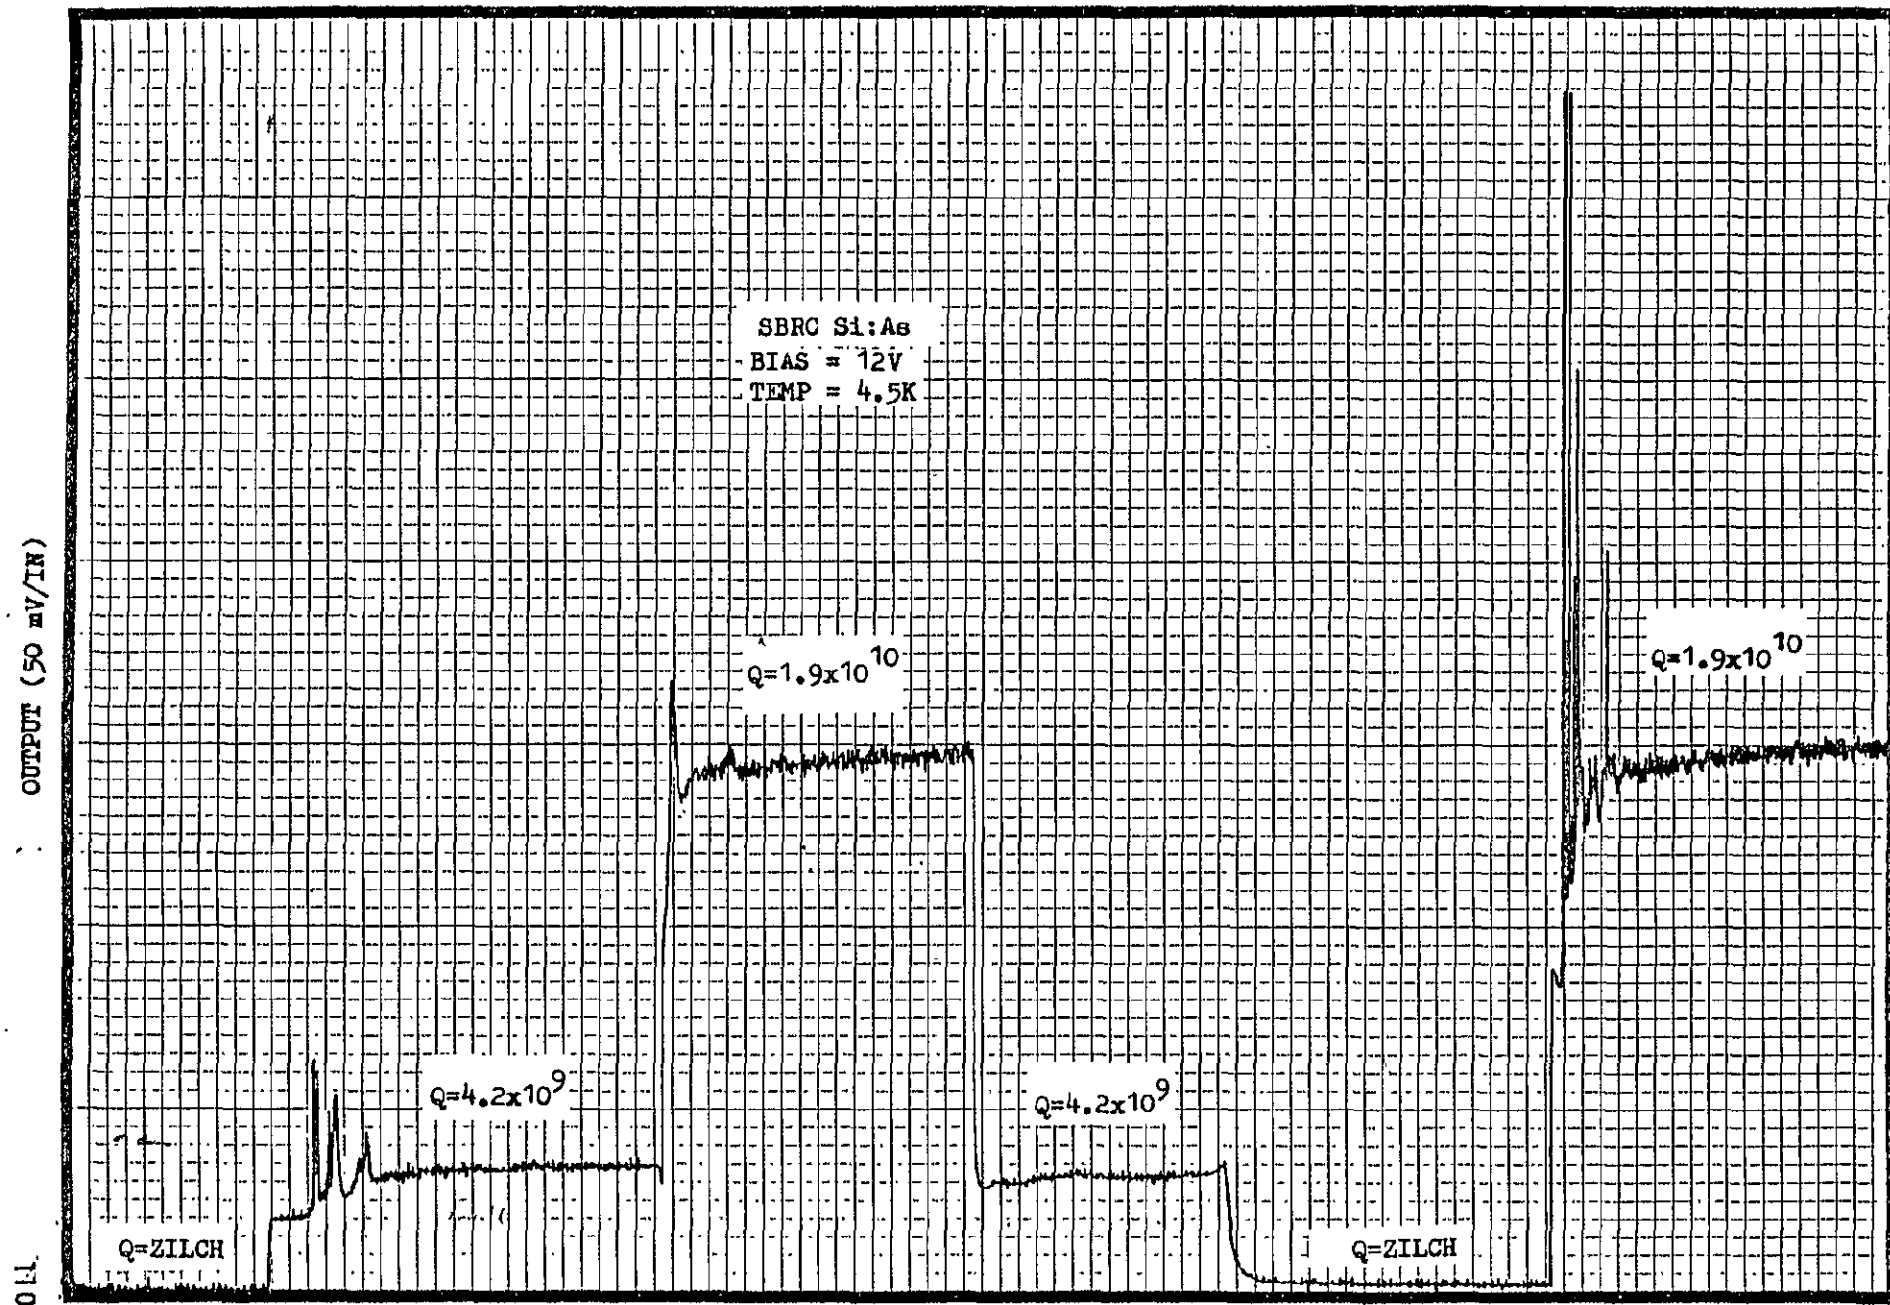 SBRC Si:As
BIAS = 12V
TEMP = 4.5K
OUTPUT (50 mV/IN)
Q=1.9x10^10
Q=1.9x10^10
Q=4.2x10^9
Q=4.2x10^9
Q=ZILCH
Q=ZILCH